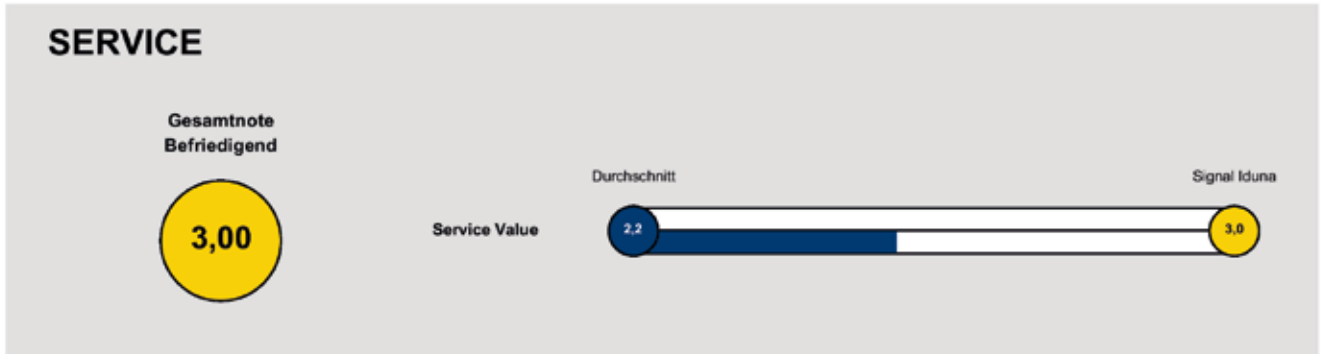 SERVICE
Gesamtnote
Befriedigend
3,00
Durchschnitt
Signal Iduna
Service Value
2,2
3,0